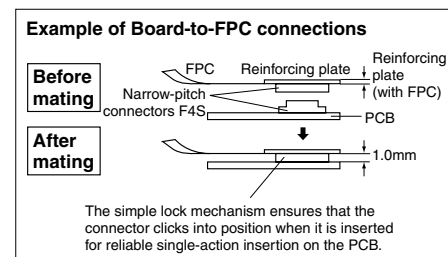 Example of Board-to-FPC connections
Before
mating
FPC
Reinforcing plate
Reinforcing
plate
(with FPC)
Narrow-pitch
connectors F4S
PCB
After
mating
1.0mm
The simple lock mechanism ensures that the
connector clicks into position when it is inserted
for reliable single-action insertion on the PCB.